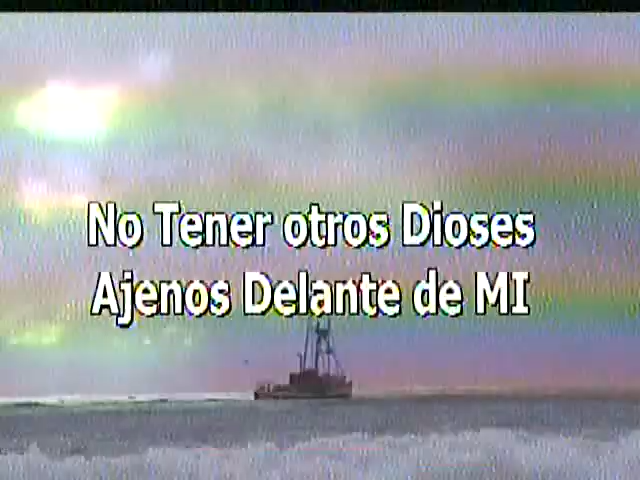 No Tener otros Dioses
Ajenos Delante de MI